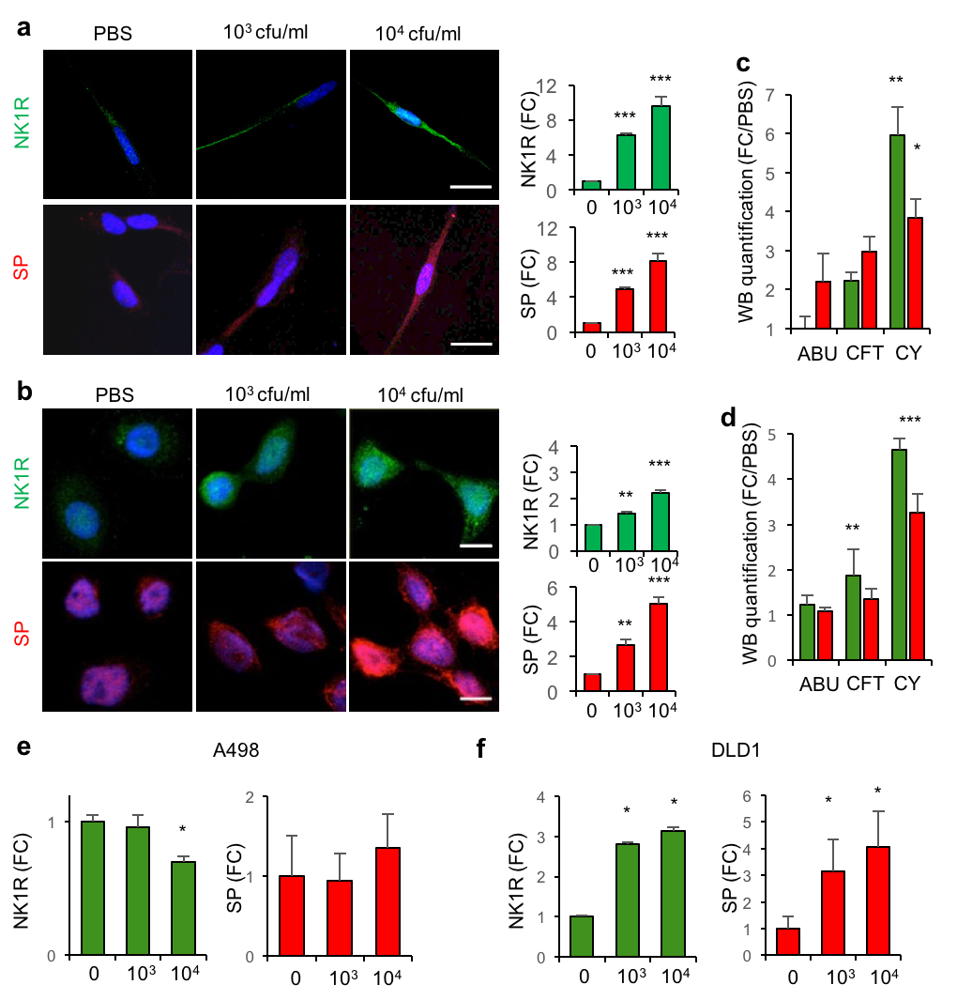 a
PBS
10³ cfu/ml
10⁴ cfu/ml
NK1R
SP
NK1R (FC)
12
8
4
0
***
***
0
10³
10⁴
SP (FC)
12
8
4
0
***
***
0
10³
10⁴
c
WB quantification (FC/PBS)
7
6
5
4
3
2
1
**
*
ABU
CFT
CY
b
PBS
10³ cfu/ml
10⁴ cfu/ml
NK1R
SP
NK1R (FC)
4
3
2
1
0
**
***
0
10³
10⁴
SP (FC)
6
4
2
0
**
***
0
10³
10⁴
d
WB quantification (FC/PBS)
5
4
3
2
1
0
**
***
ABU
CFT
CY
e
A498
NK1R (FC)
1
0
*
0
10³
10⁴
SP (FC)
2
1
0
0
10³
10⁴
f
DLD1
NK1R (FC)
4
3
2
1
0
*
*
0
10³
10⁴
SP (FC)
6
5
4
3
2
1
0
*
*
0
10³
10⁴